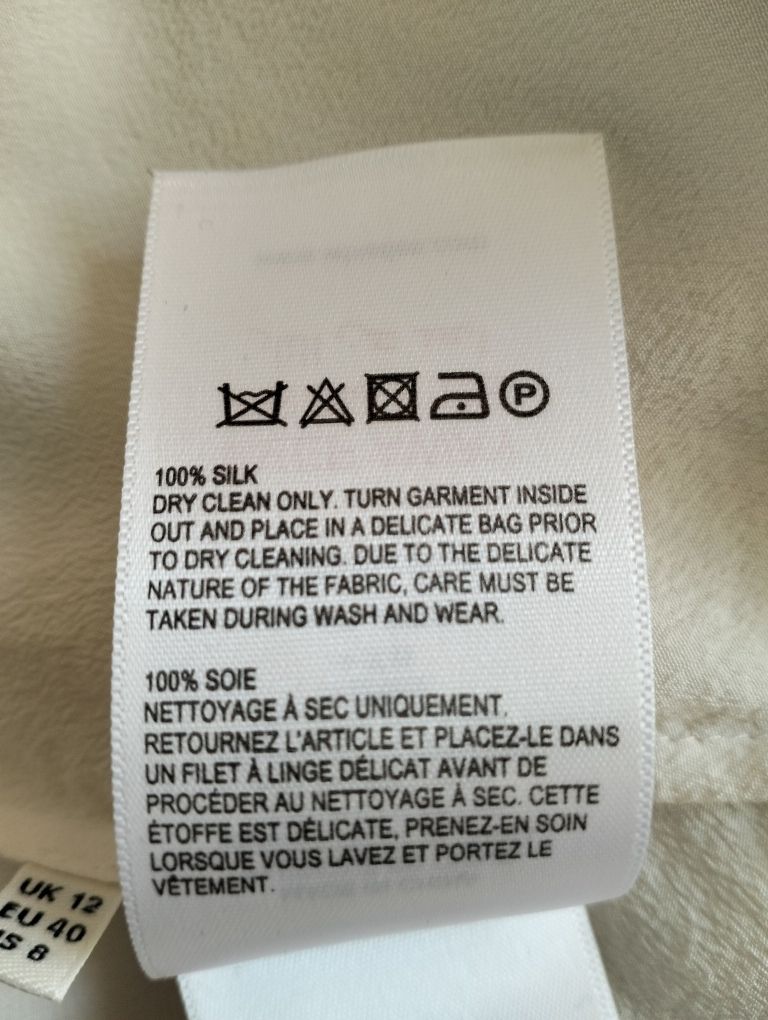 P
100% SILK
DRY CLEAN ONLY. TURN GARMENT INSIDE
OUT AND PLACE IN A DELICATE BAG PRIOR
TO DRY CLEANING. DUE TO THE DELICATE
NATURE OF THE FABRIC, CARE MUST BE
TAKEN DURING WASH AND WEAR.
100% SOIE
NETTOYAGE À SEC UNIQUEMENT.
RETOURNEZ L'ARTICLE ET PLACEZ-LE DANS
UN FILET À LINGE DÉLICAT AVANT DE
PROCÉDER AU NETTOYAGE À SEC. CETTE
ÉTOFFE EST DÉLICATE, PRENEZ-EN SOIN
LORSQUE VOUS LAVEZ ET PORTEZ LE
VÊTEMENT.
UK 12
EU 40
S 8